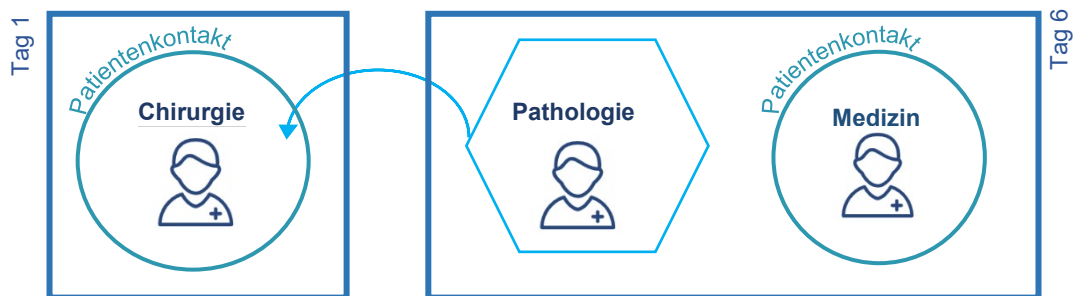 Tag 1
Patientenkontakt
Chirurgie
Pathologie
Patientenkontakt
Medizin
Tag 6